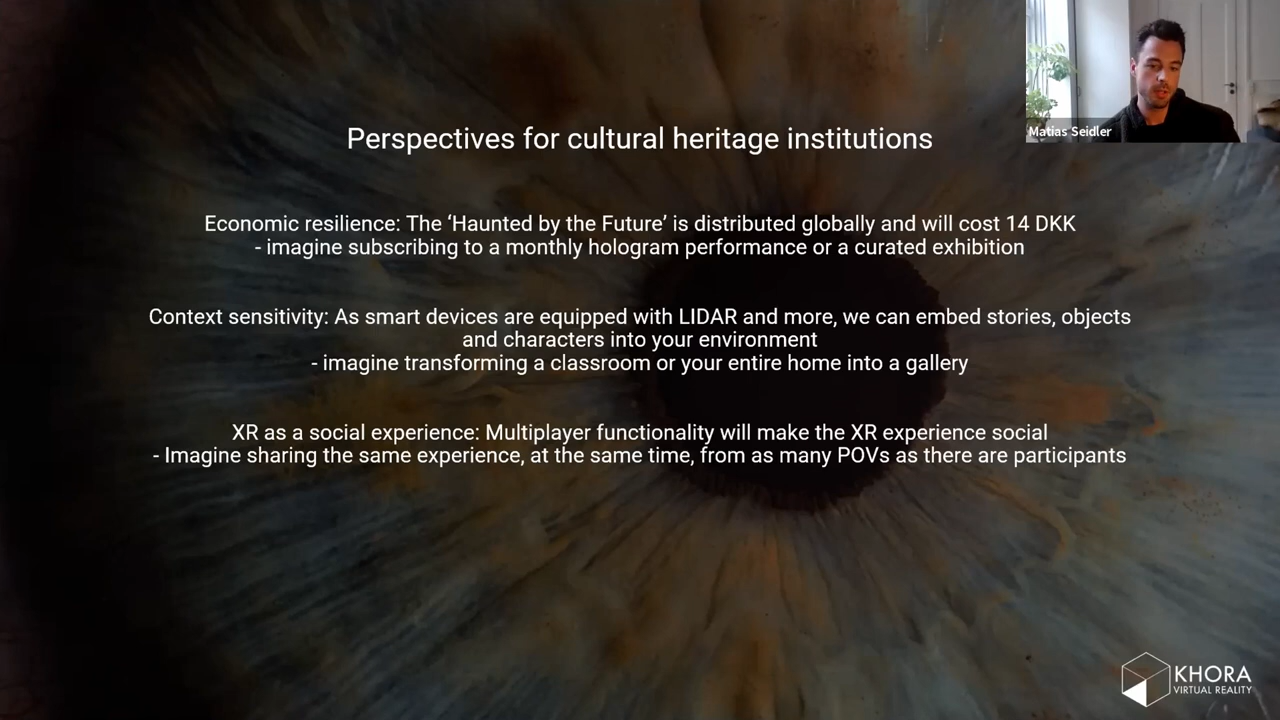 Matias Seidler
Perspectives for cultural heritage institutions
Economic resilience: The ‘Haunted by the Future’ is distributed globally and will cost 14 DKK
- imagine subscribing to a monthly hologram performance or a curated exhibition
Context sensitivity: As smart devices are equipped with LIDAR and more, we can embed stories, objects
and characters into your environment
- imagine transforming a classroom or your entire home into a gallery
XR as a social experience: Multiplayer functionality will make the XR experience social
- Imagine sharing the same experience, at the same time, from as many POVs as there are participants
KHORA
VIRTUAL REALITY